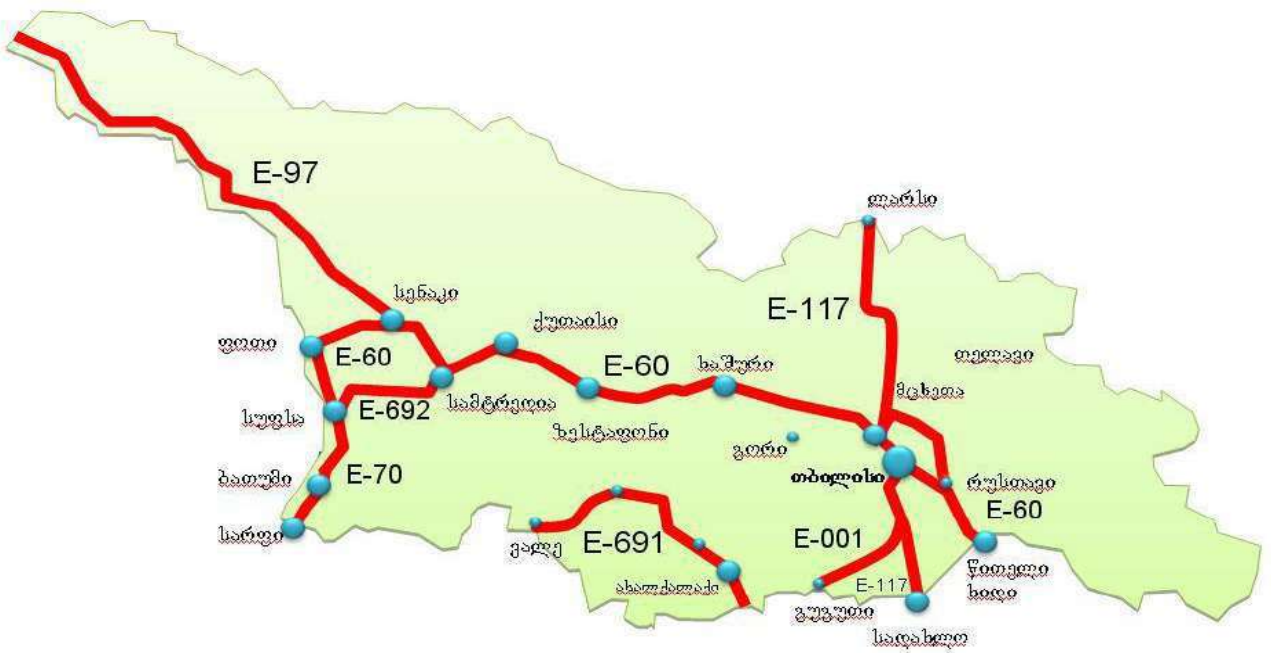 E-97
ლარსი
სენაკი
E-117
ქუთაისი
ფოთი
E-60
E-60
ხაშური
თელავი
მცხეთა
სუფსა
E-692
სამტრედია
ზესტაფონი
გორი
ბათუმი
E-70
თბილისი
რუსთავი
E-60
სარფი
ვალე
E-691
E-001
წითელი
ხიდი
ახალქალაქი
E-117
გუგუთი
სადახლო